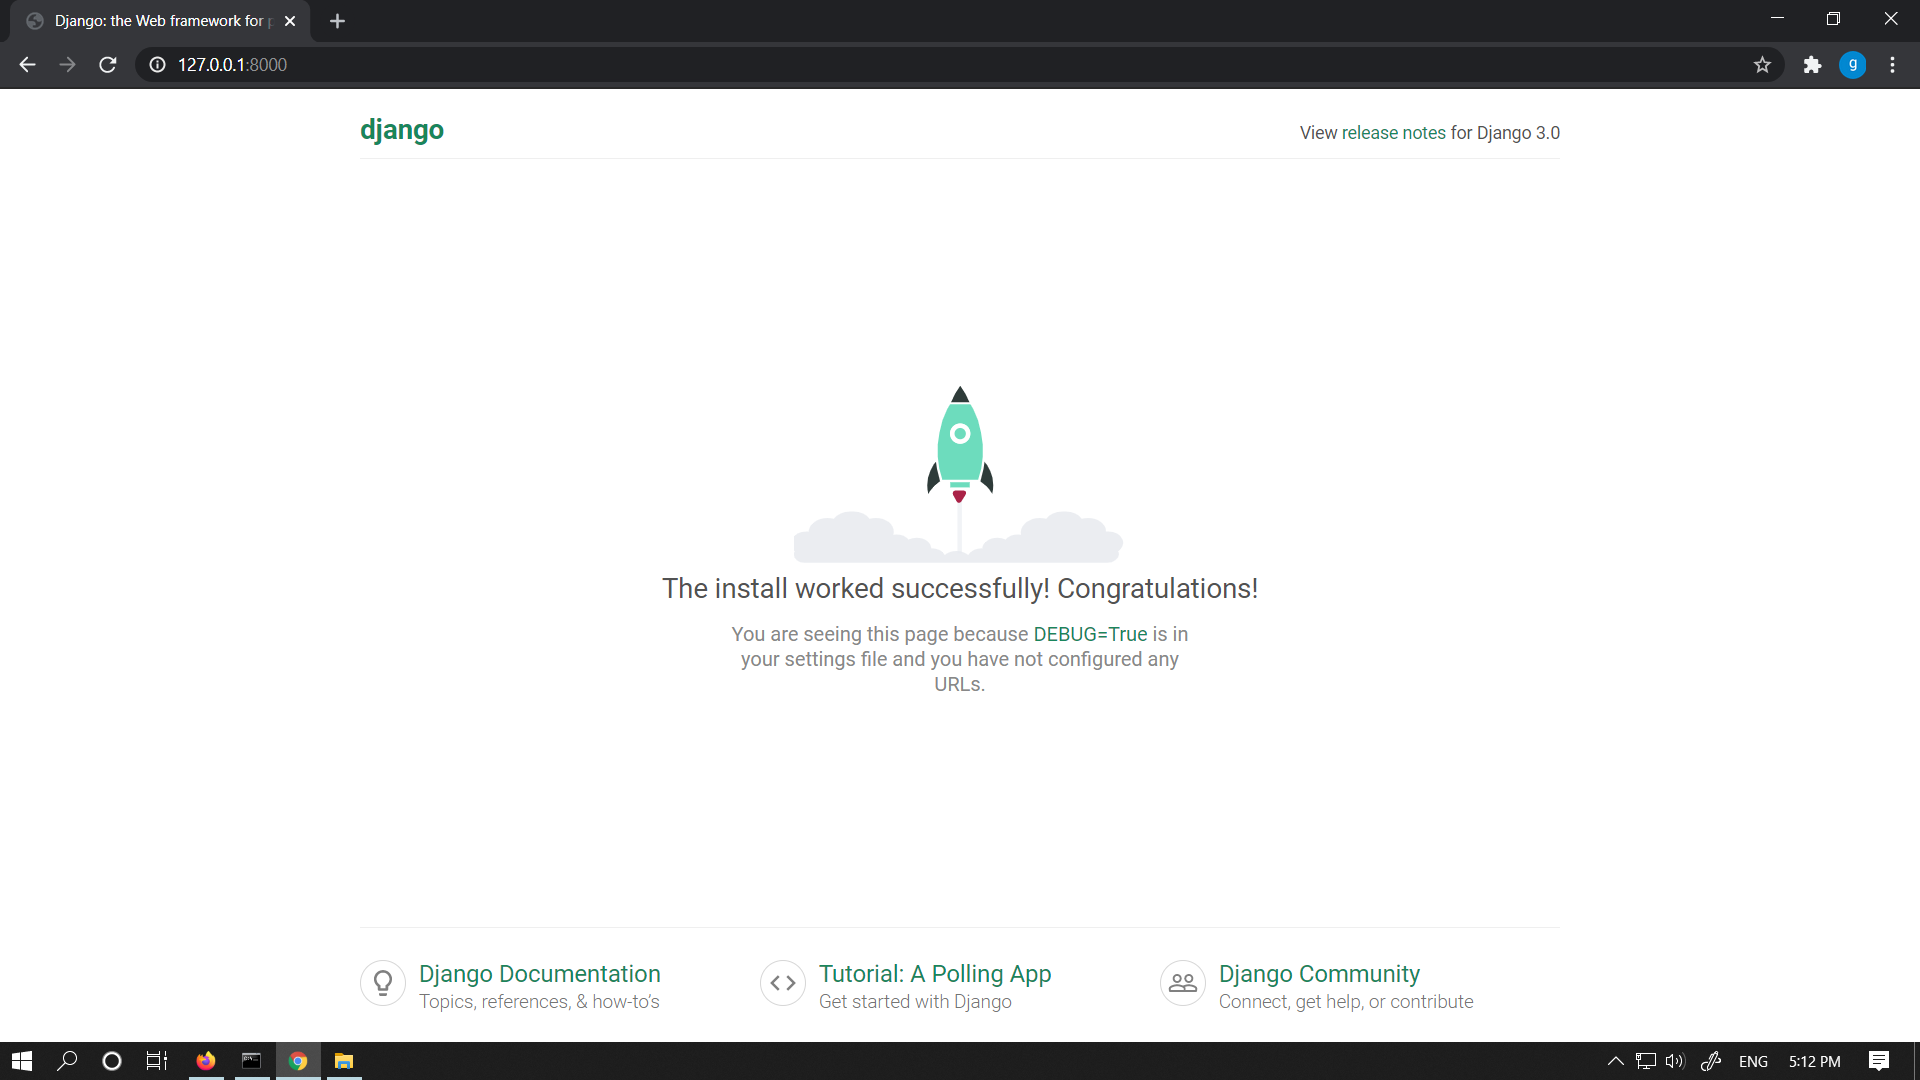 Django: the Web framework for p
127.0.0.1:8000
g
django
View release notes for Django 3.0
The install worked successfully! Congratulations!
You are seeing this page because DEBUG=True is in
your settings file and you have not configured any
URLs.
Django Documentation
Topics, references, & how-to’s
Tutorial: A Polling App
Get started with Django
Django Community
Connect, get help, or contribute
ENG
5:12 PM